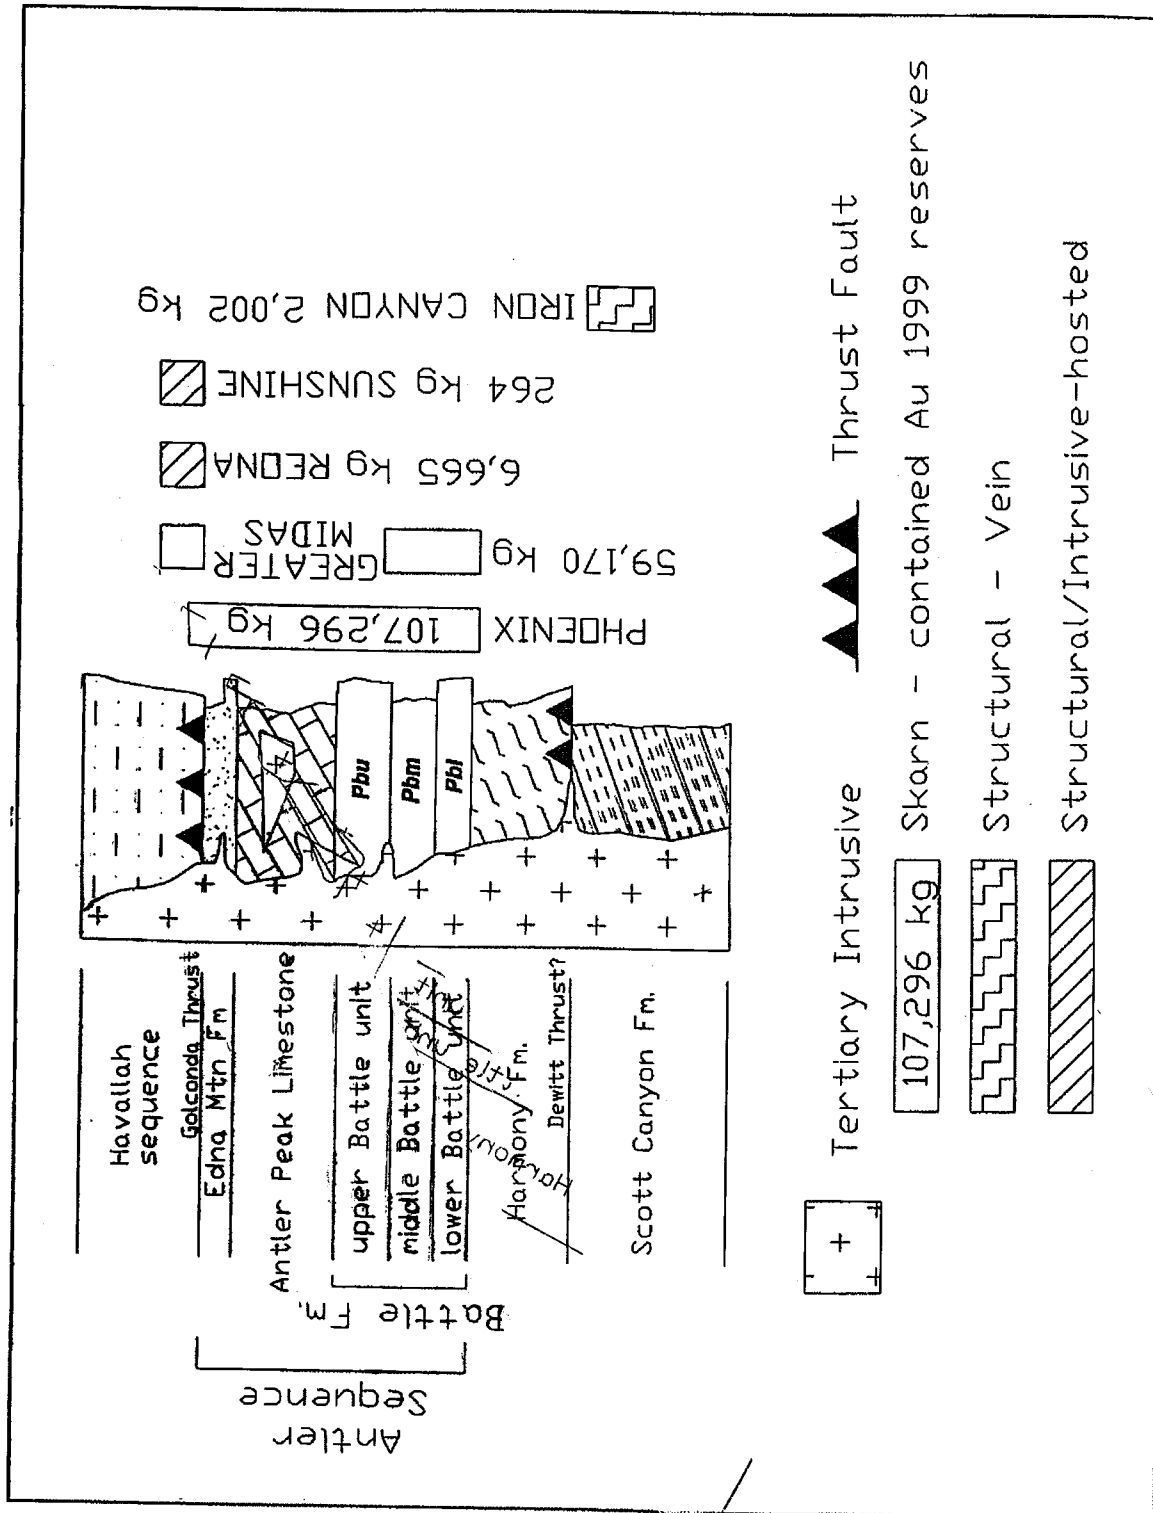 Antler
Sequence
Battle Fm.
Havallah
sequence
Golconda Thrust
Edna Mtn Fm
Antler Peak Limestone
upper Battle unit
middle Battle unit
lower Battle unit
Harmony Fm.
Harmony
Dewitt Thrust?
Scott Canyon Fm.
Pbu
Pbm
Pbl
PHOENIX 107,296 kg
GREATER
MIDAS
59,170 kg
6,665 kg REONA
264 kg SUNSHINE
IRON CANYON 2,002 kg
Tertiary Intrusive
Thrust Fault
107,296 kg Skarn - contained Au 1999 reserves
Structural - Vein
Structural/Intrusive-hosted